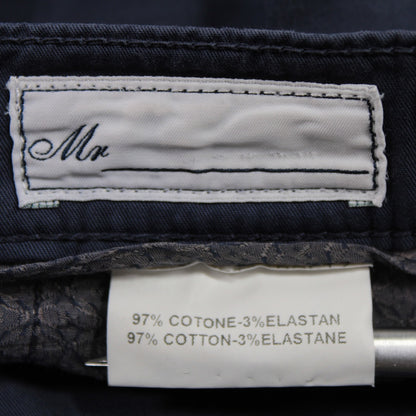 Mr
97% COTONE-3%ELASTAN
97% COTTON-3%ELASTANE